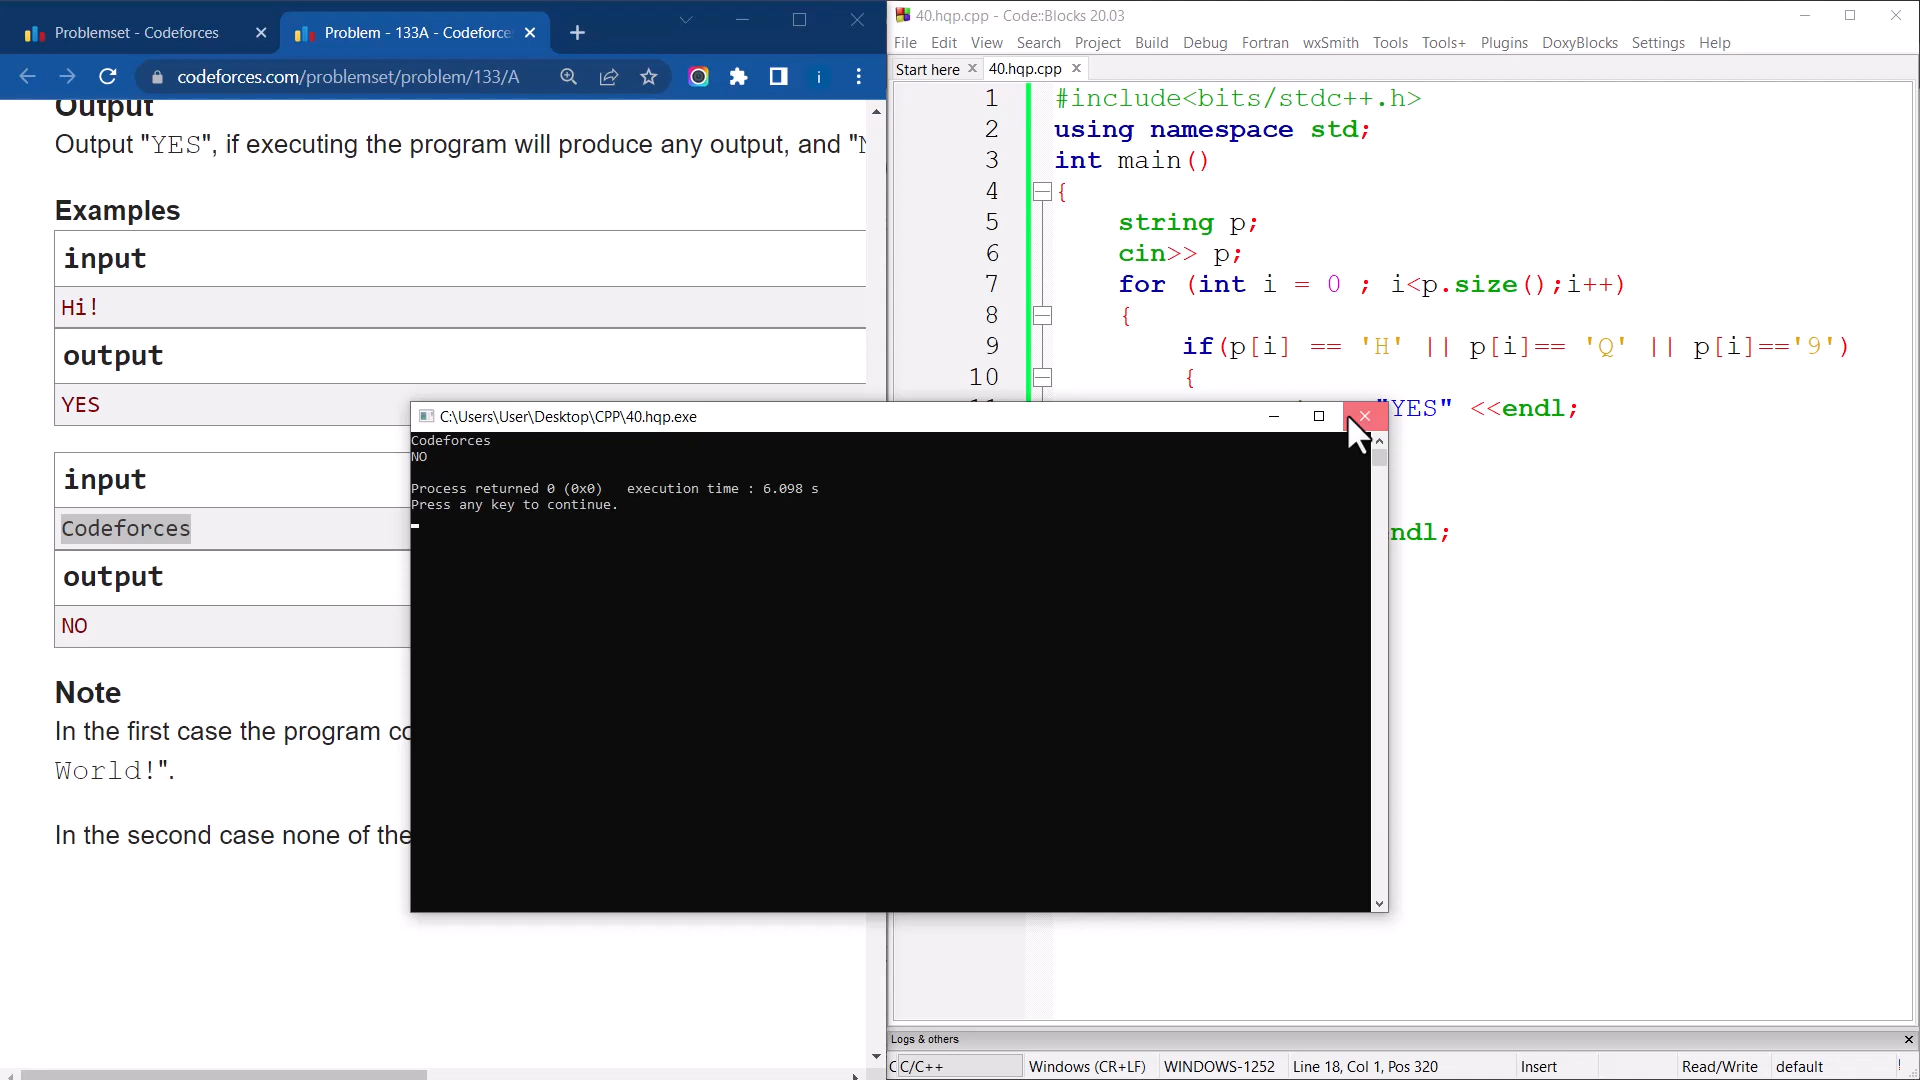 Problemset - Codeforces
Problem - 133A - Codeforces
codeforces.com/problemset/problem/133/A
i
Output
Output "YES", if executing the program will produce any output, and "
Examples
input
Hi!
output
YES
input
Codeforces
output
NO
Note
In the first case the program co
World!".
In the second case none of the
40.hqp.cpp - Code::Blocks 20.03
File Edit View Search Project Build Debug Fortran wxSmith Tools Tools+ Plugins DoxyBlocks Settings Help
Start here
40.hqp.cpp
1 #include<bits/stdc++.h>
2 using namespace std;
3 int main()
4 {
5 string p;
6 cin>> p;
7 for (int i = 0 ; i<p.size();i++)
8 {
9 if(p[i] == 'H' || p[i]== 'Q' || p[i]=='9')
10 {
"YES" <<endl;
ndl;
C:\Users\User\Desktop\CPP\40.hqp.exe
Codeforces
NO
Process returned 0 (0x0) execution time : 6.098 s
Press any key to continue.
Logs & others
C/C++ Windows (CR+LF) WINDOWS-1252 Line 18, Col 1, Pos 320 Insert Read/Write default